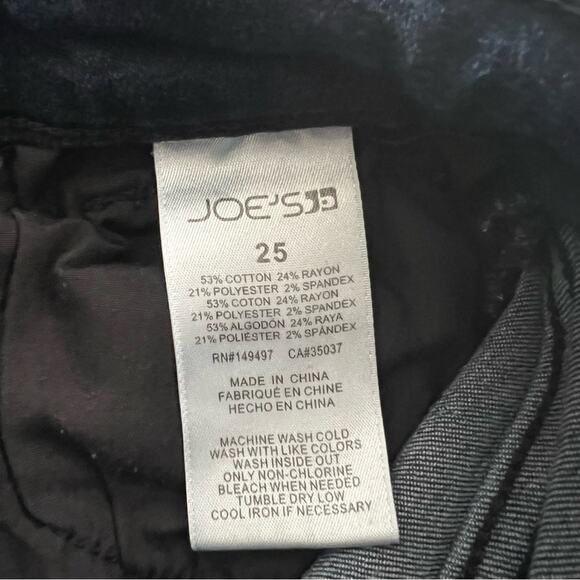 JOE'S
25
53% COTTON 24% RAYON
21% POLYESTER 2% SPANDEX
53% COTON 24% RAYON
21% POLYESTER 2% SPANDEX
53% ALGODÓN 24% RAYA
21% POLIÉSTER 2% SPÁNDEX
RN#149497 CA#35037
MADE IN CHINA
FABRIQUÉ EN CHINE
HECHO EN CHINA
MACHINE WASH COLD
WASH WITH LIKE COLORS
WASH INSIDE OUT
ONLY NON-CHLORINE
BLEACH WHEN NEEDED
TUMBLE DRY LOW
COOL IRON IF NECESSARY